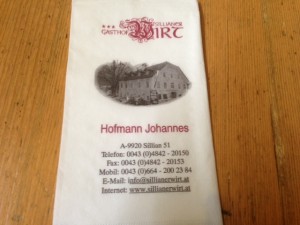 *** GASTHOF
SILLIANER
WIRT
Hofmann Johannes
A-9920 Sillian 51
Telefon: 0043 (0)4842 - 20150
Fax: 0043 (0)4842 - 20153
Mobil: 0043 (0)664 - 200 23 84
E-Mail: info@sillianerwirt.at
Internet: www.sillianerwirt.at